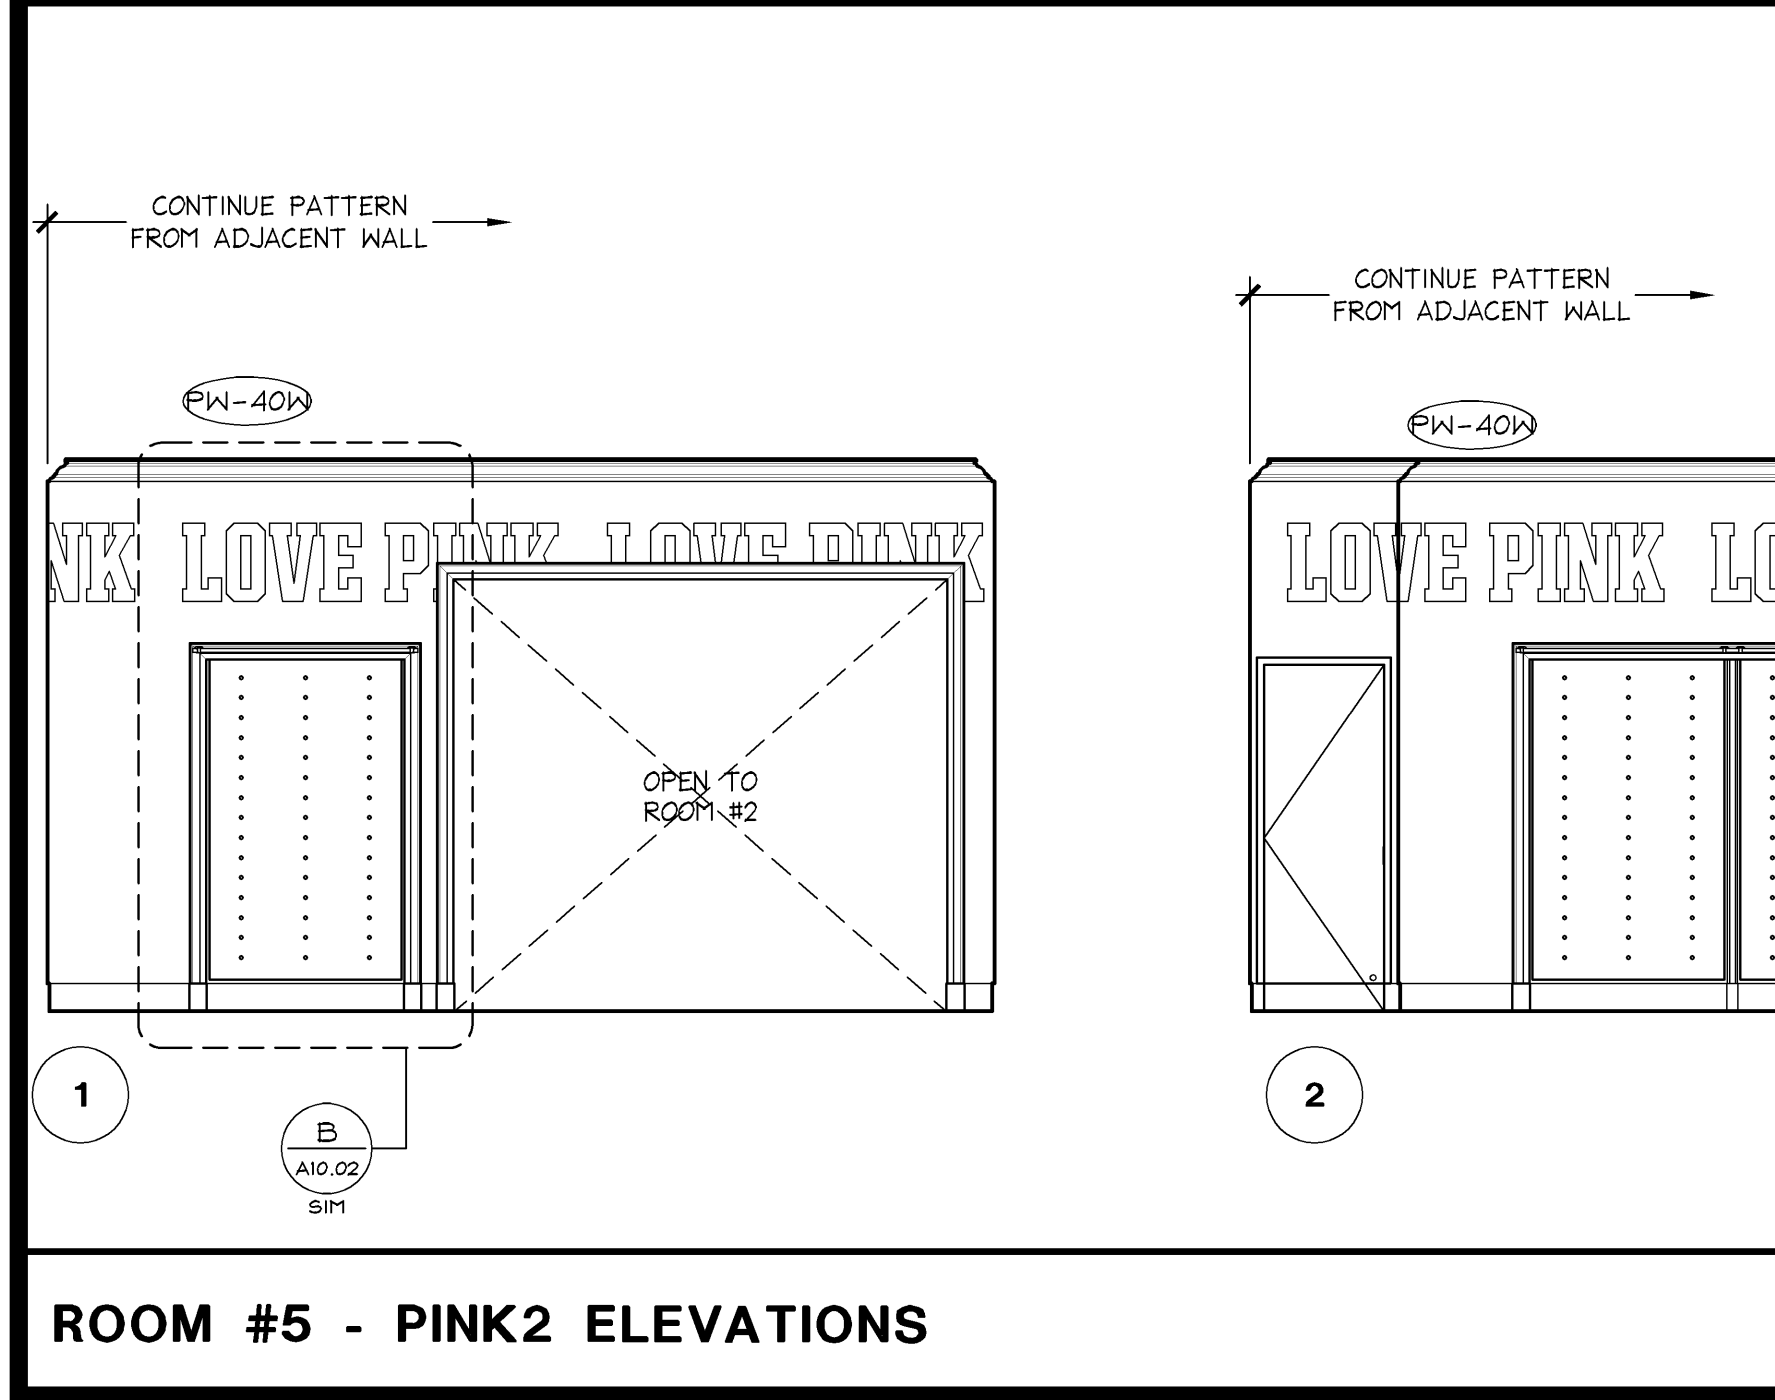 CONTINUE PATTERN
FROM ADJACENT WALL
CONTINUE PATTERN
FROM ADJACENT WALL
PW-40W
PW-40W
NK LOVE PINK LOVE PINK
LOVE PINK LO
OPEN TO
ROOM #2
1
2
B
A10.02
SIM
ROOM #5 - PINK2 ELEVATIONS